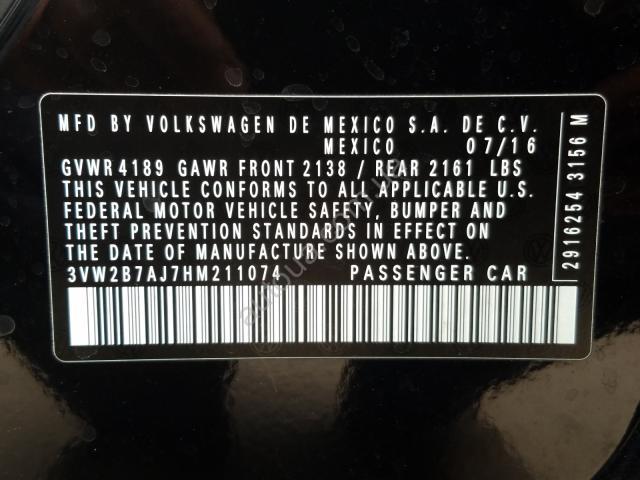 MFD BY VOLKSWAGEN DE MEXICO S.A. DE C.V.
MEXICO 07/16
GVWR 4189 GAWR FRONT 2138 / REAR 2161 LBS
THIS VEHICLE CONFORMS TO ALL APPLICABLE U.S.
FEDERAL MOTOR VEHICLE SAFETY, BUMPER AND
THEFT PREVENTION STANDARDS IN EFFECT ON
THE DATE OF MANUFACTURE SHOWN ABOVE.
3VW2B7AJ7HM211074 PASSENGER CAR
2916254 3156 M